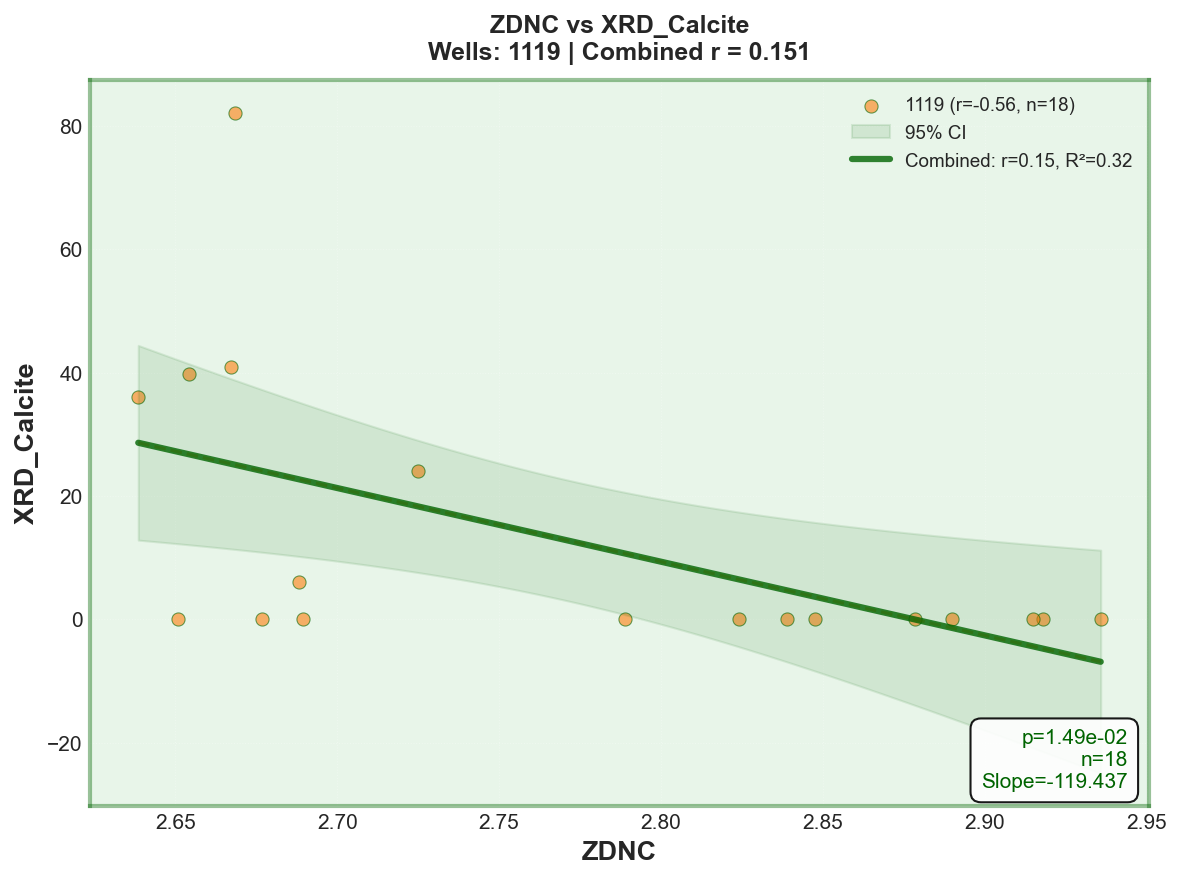 ZDNC vs XRD_Calcite
Wells: 1119 | Combined r = 0.151
1119 (r=-0.56, n=18)
95% CI
Combined: r=0.15, R²=0.32
XRD_Calcite
80
60
40
20
0
−20
p=1.49e-02
n=18
Slope=-119.437
2.65 2.70 2.75 2.80 2.85 2.90 2.95
ZDNC